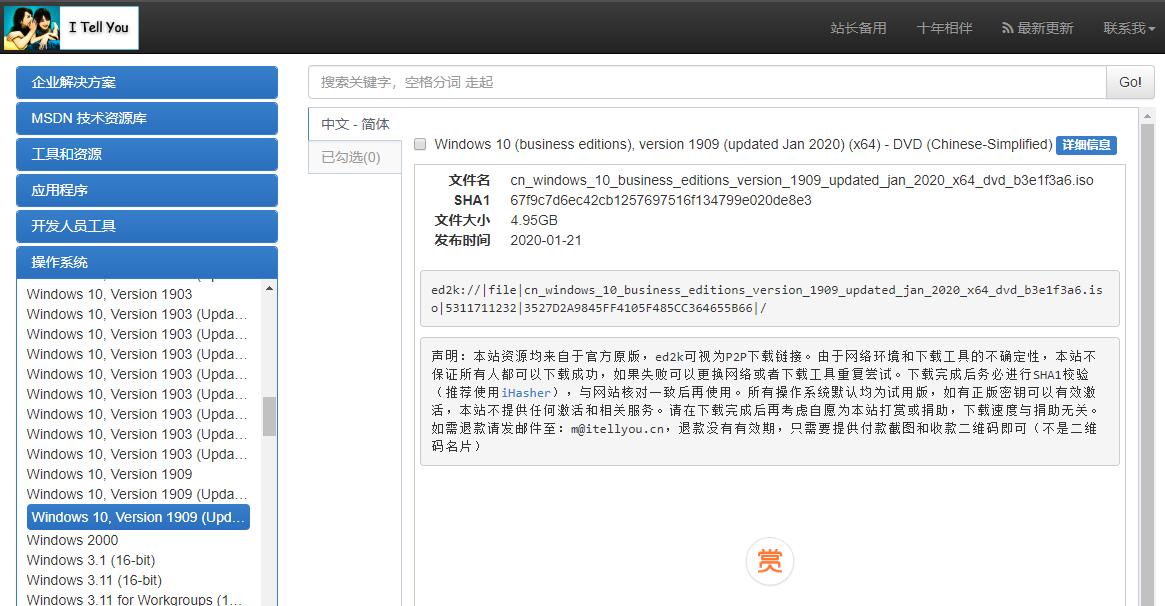 I Tell You
站长备用
十年相伴
最新更新
联系我
企业解决方案
MSDN 技术资源库
工具和资源
应用程序
开发人员工具
操作系统
Windows 10, Version 1903
Windows 10, Version 1903 (Upda...
Windows 10, Version 1903 (Upda...
Windows 10, Version 1903 (Upda...
Windows 10, Version 1903 (Upda...
Windows 10, Version 1903 (Upda...
Windows 10, Version 1903 (Upda...
Windows 10, Version 1903 (Upda...
Windows 10, Version 1903 (Upda...
Windows 10, Version 1909
Windows 10, Version 1909 (Upda...
Windows 10, Version 1909 (Upd...
Windows 2000
Windows 3.1 (16-bit)
Windows 3.11 (16-bit)
Windows 3.11 for Workgroups (1...
搜索关键字，空格分词 走起
Go!
中文 - 简体
已勾选(0)
Windows 10 (business editions), version 1909 (updated Jan 2020) (x64) - DVD (Chinese-Simplified) 详细信息
文件名 cn_windows_10_business_editions_version_1909_updated_jan_2020_x64_dvd_b3e1f3a6.iso
SHA1 67f9c7d6ec42cb1257697516f134799e020de8e3
文件大小 4.95GB
发布时间 2020-01-21
ed2k://|file|cn_windows_10_business_editions_version_1909_updated_jan_2020_x64_dvd_b3e1f3a6.is
o|5311711232|3527D2A9845FF4105F485CC364655B66|/
声明：本站资源均来自于官方原版，ed2k可视为P2P下载链接。由于网络环境和下载工具的不确定性，本站不
保证所有人都可以下载成功，如果失败可以更换网络或者下载工具重复尝试。下载完成后务必进行SHA1校验
（推荐使用iHasher），与网站核对一致后再使用。所有操作系统默认均为试用版，如有正版密钥可以有效激
活，本站不提供任何激活和相关服务。请在下载完成后再考虑自愿为本站打赏或捐助，下载速度与捐助无关。
如需退款请发邮件至：m@itellyou.cn，退款没有有效期，只需要提供付款截图和收款二维码即可（不是二维
码名片）
赏